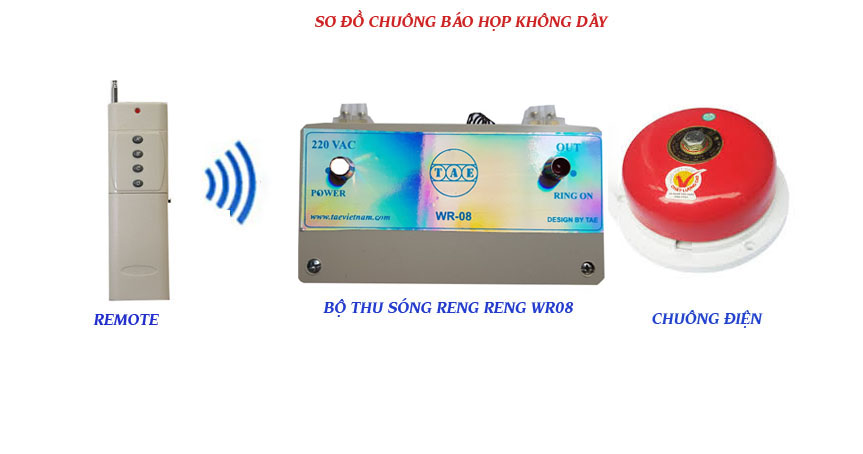 SƠ ĐỒ CHUÔNG BÁO HỌP KHÔNG DÂY
220 VAC
OUT
TAE
POWER
RING ON
www.taevietnam.com
WR-08
DESIGN BY TAE
BỘ THU SÓNG RENG RENG WR08
REMOTE
CHUÔNG ĐIỆN